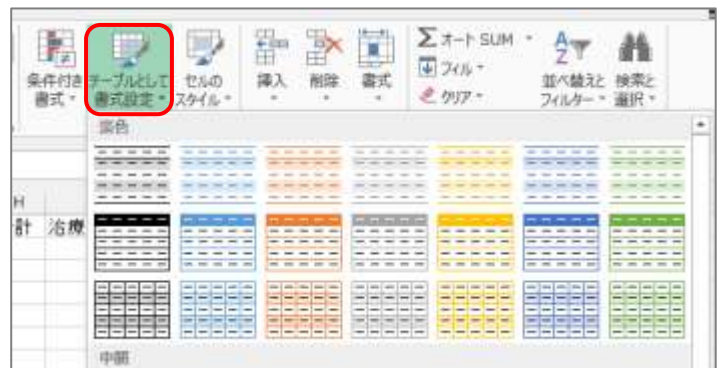 条件付き
書式
テーブルとして
書式設定
セルの
スタイル
挿入
削除
書式
Σ オート SUM
フィル
クリア
並べ替えと
フィルター
検索と
選択
淡色
H
計 治療
中間